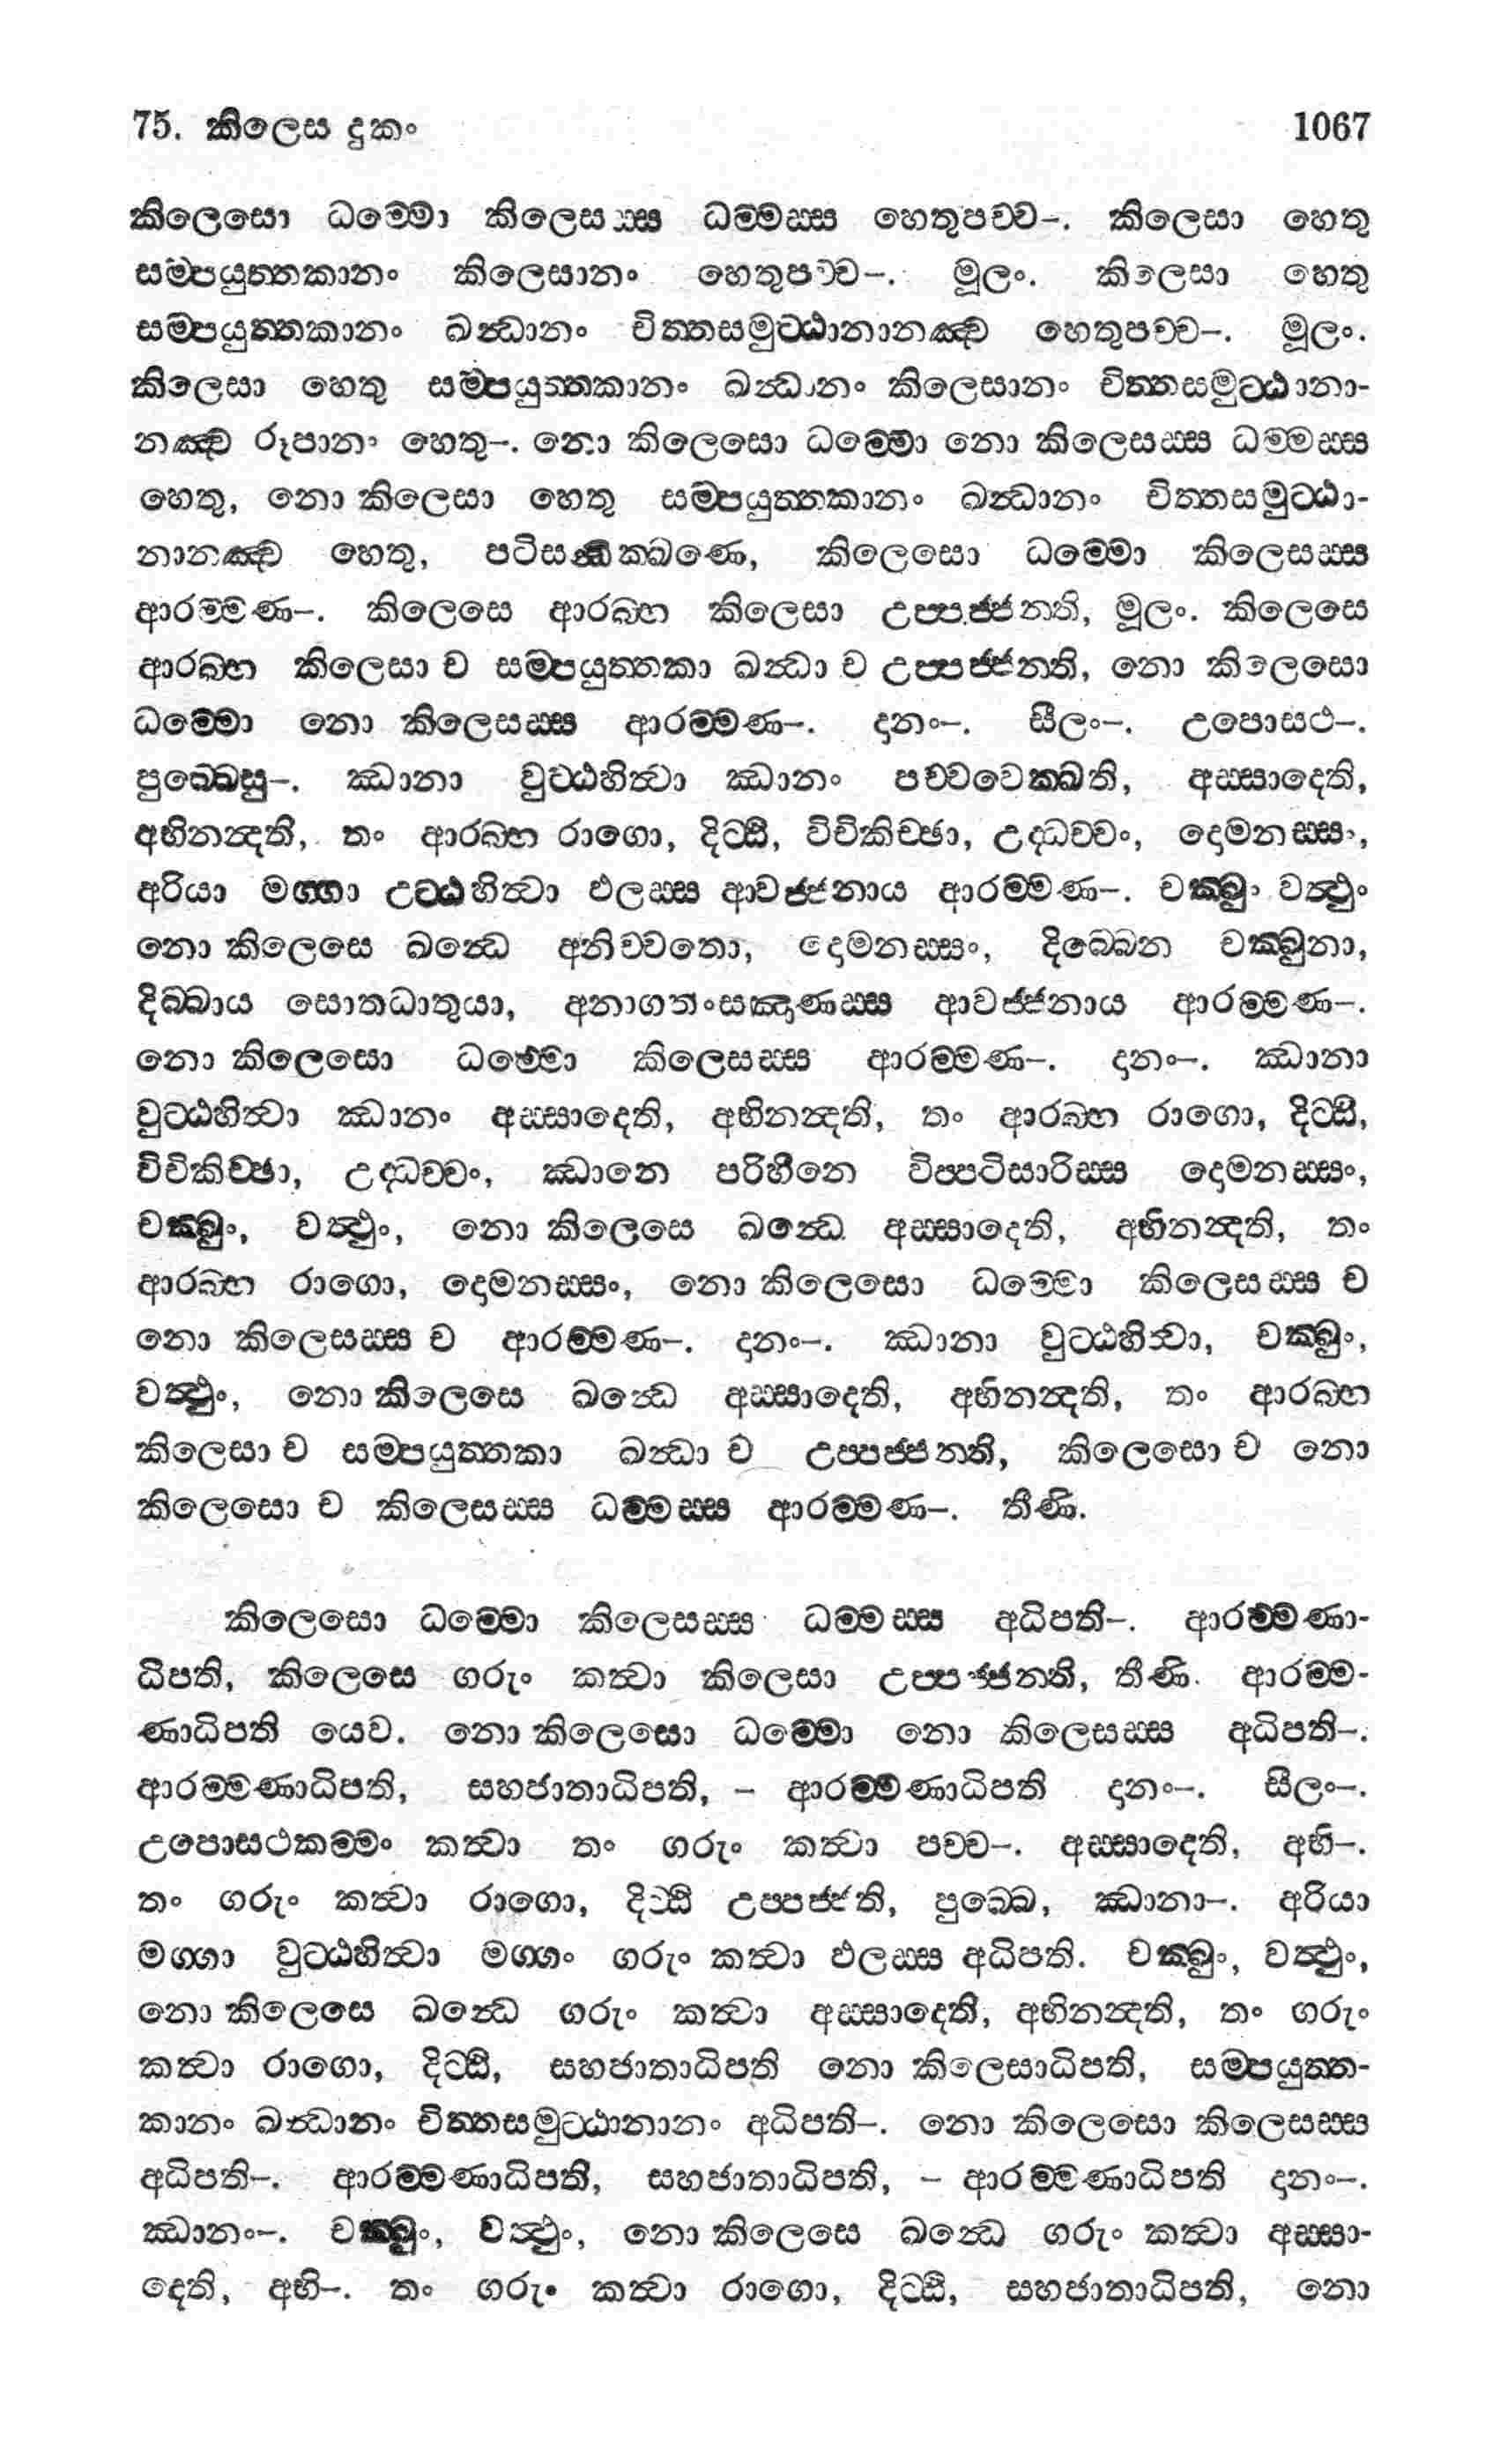 75. කිලෙස දුකං 1067
කිලෙසො ධම්මො කිලෙසස්ස ධම්මස්ස හෙතුපච්ච–. කිලෙසා හෙතු
සම්පයුත්තකානං කිලෙසානං හෙතුපච්ච–. මූලං. කිලෙසා හෙතු
සම්පයුත්තකානං ඛන්ධානං චිත්තසමුට්ඨානානඤ්ච හෙතුපච්ච–. මූලං.
කිලෙසා හෙතු සම්පයුත්තකානං ඛන්ධානං කිලෙසානං චිත්තසමුට්ඨානා-
නඤ්ච රූපානං හෙතු–. නො කිලෙසො ධම්මො නො කිලෙසස්ස ධම්මස්ස
හෙතු, නො කිලෙසා හෙතු සම්පයුත්තකානං ඛන්ධානං චිත්තසමුට්ඨා-
නානඤ්ච හෙතු, පටිසන්ධික්ඛණෙ, කිලෙසො ධම්මො කිලෙසස්ස
ආරම්මණ–. කිලෙසෙ ආරබ්භ කිලෙසා උප්පජ්ජන්ති, මූලං. කිලෙසෙ
ආරබ්භ කිලෙසා ච සම්පයුත්තකා ඛන්ධා ච උප්පජ්ජන්ති, නො කිලෙසො
ධම්මො නො කිලෙසස්ස ආරම්මණ–. දානං–. සීලං–. උපොසථ–.
පුබ්බෙසු–. ඣානා වුට්ඨහිත්වා ඣානං පච්චවෙක්ඛති, අස්සාදෙති,
අභිනන්දති, තං ආරබ්භ රාගො, දිට්ඨි, විචිකිච්ඡා, උද්ධච්චං, දොමනස්සං,
අරියා මග්ගා උට්ඨහිත්වා ඵලස්ස ආවජ්ජනාය ආරම්මණ–. චක්ඛුං වත්ථුං
නො කිලෙසෙ ඛන්ධෙ අනිච්චතො, දොමනස්සං, දිබ්බෙන චක්ඛුනා,
දිබ්බාය සොතධාතුයා, අනාගතංසඤාණස්ස ආවජ්ජනාය ආරම්මණ–.
නො කිලෙසො ධම්මො කිලෙසස්ස ආරම්මණ–. දානං–. ඣානා
වුට්ඨහිත්වා ඣානං අස්සාදෙති, අභිනන්දති, තං ආරබ්භ රාගො, දිට්ඨි,
විචිකිච්ඡා, උද්ධච්චං, ඣානෙ පරිහීනෙ විප්පටිසාරිස්ස දොමනස්සං,
චක්ඛුං, වත්ථුං, නො කිලෙසෙ ඛන්ධෙ අස්සාදෙති, අභිනන්දති, තං
ආරබ්භ රාගො, දොමනස්සං, නො කිලෙසො ධම්මො කිලෙසස්ස ච
නො කිලෙසස්ස ච ආරම්මණ–. දානං–. ඣානා වුට්ඨහිත්වා, චක්ඛුං,
වත්ථුං, නො කිලෙසෙ ඛන්ධෙ අස්සාදෙති, අභිනන්දති, තං ආරබ්භ
කිලෙසා ච සම්පයුත්තකා ඛන්ධා ච උප්පජ්ජන්ති, කිලෙසො ච නො
කිලෙසො ච කිලෙසස්ස ධම්මස්ස ආරම්මණ–. තීණි.
කිලෙසො ධම්මො කිලෙසස්ස ධම්මස්ස අධිපති–. ආරම්මණා-
ධිපති, කිලෙසෙ ගරුං කත්වා කිලෙසා උප්පජ්ජන්ති, තීණි. ආරම්ම-
ණාධිපති යෙව. නො කිලෙසො ධම්මො නො කිලෙසස්ස අධිපති–.
ආරම්මණාධිපති, සහජාතාධිපති, – ආරම්මණාධිපති දානං–. සීලං–.
උපොසථකම්මං කත්වා තං ගරුං කත්වා පච්ච–. අස්සාදෙති, අභි–.
තං ගරුං කත්වා රාගො, දිට්ඨි උප්පජ්ජති, පුබ්බෙ, ඣානා–. අරියා
මග්ගා වුට්ඨහිත්වා මග්ගං ගරුං කත්වා ඵලස්ස අධිපති. චක්ඛුං, වත්ථුං,
නො කිලෙසෙ ඛන්ධෙ ගරුං කත්වා අස්සාදෙති, අභිනන්දති, තං ගරුං
කත්වා රාගො, දිට්ඨි, සහජාතාධිපති නො කිලෙසාධිපති, සම්පයුත්ත-
කානං ඛන්ධානං චිත්තසමුට්ඨානානං අධිපති–. නො කිලෙසො කිලෙසස්ස
අධිපති–. ආරම්මණාධිපති, සහජාතාධිපති, – ආරම්මණාධිපති දානං–.
ඣානං–. චක්ඛුං, වත්ථුං, නො කිලෙසෙ ඛන්ධෙ ගරුං කත්වා අස්සා-
දෙති, අභි–. තං ගරුං කත්වා රාගො, දිට්ඨි, සහජාතාධිපති, නො